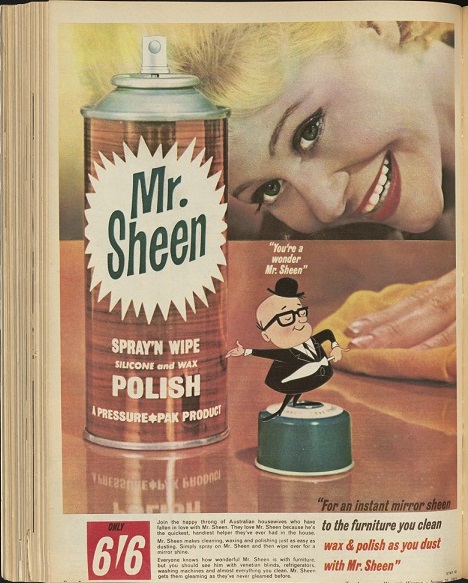 Mr.
Sheen
SPRAY'N WIPE
SILICONE and WAX
POLISH
A PRESSURE✱PAK PRODUCT
"You're a
wonder
Mr. Sheen"
"For an instant mirror sheen
to the furniture you clean
wax & polish as you dust
with Mr. Sheen"
ONLY
6'6
Join the happy throng of Australian housewives who have
fallen in love with Mr. Sheen. They love Mr. Sheen because he's
the quickest, handiest helper they've ever had in the house.
Mr. Sheen makes cleaning, waxing and polishing just as easy as
dusting. Simply spray on Mr. Sheen and then wipe over for a
mirror shine.
Everyone knows how wonderful Mr. Sheen is with furniture,
but you should see him with venetian blinds, refrigerators,
washing machines and almost everything you clean. Mr. Sheen
gets them gleaming as they've never gleamed before.